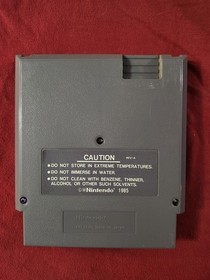 CAUTION
• DO NOT STORE IN EXTREME TEMPERATURES.
• DO NOT IMMERSE IN WATER.
• DO NOT CLEAN WITH BENZENE, THINNER,
ALCOHOL OR OTHER SUCH SOLVENTS.
©®Nintendo 1985